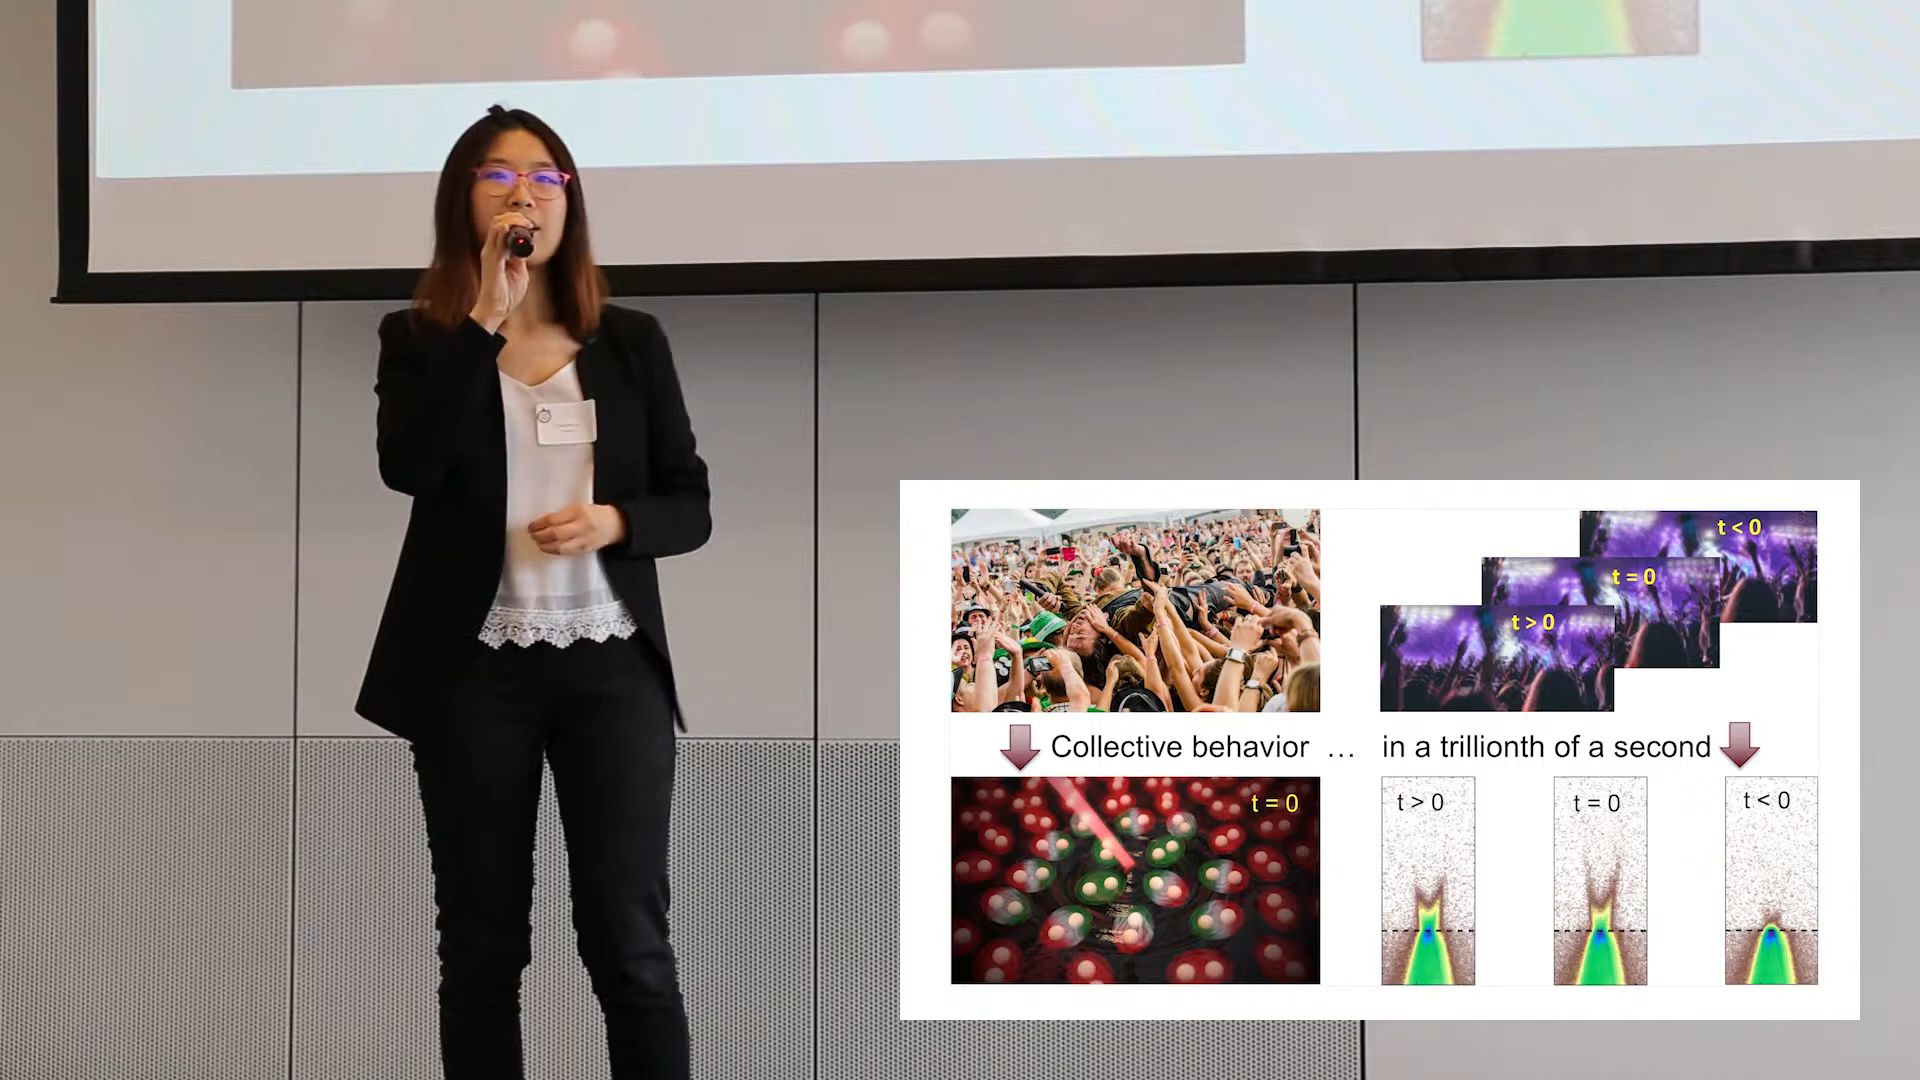 t < 0
t = 0
t > 0
Collective behavior … in a trillionth of a second
t = 0
t > 0
t = 0
t < 0